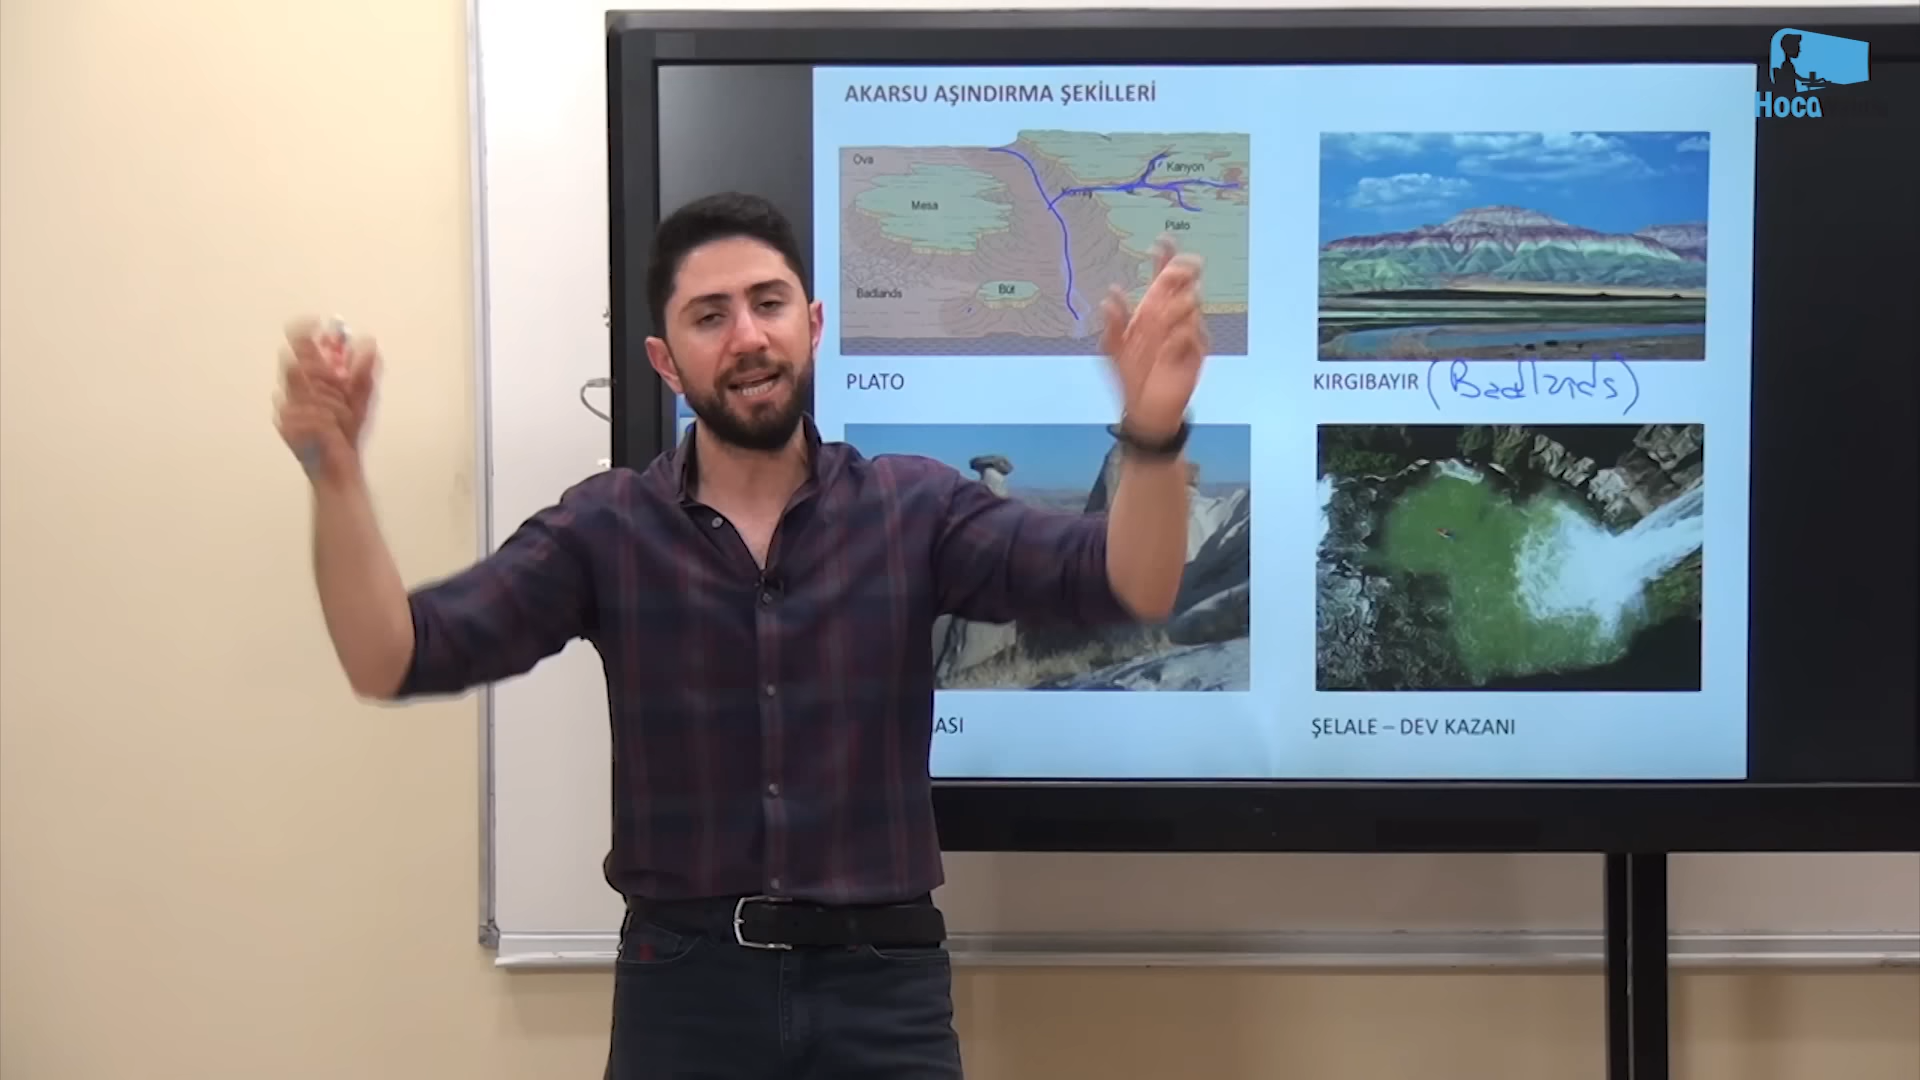 AKARSU AŞINDIRMA ŞEKİLLERİ
Ova
Mesa
Kanyon
Plato
Badlands
Büt
PLATO
KIRGIBAYIR (Badlands)
ASI
ŞELALE – DEV KAZANI
Hoca